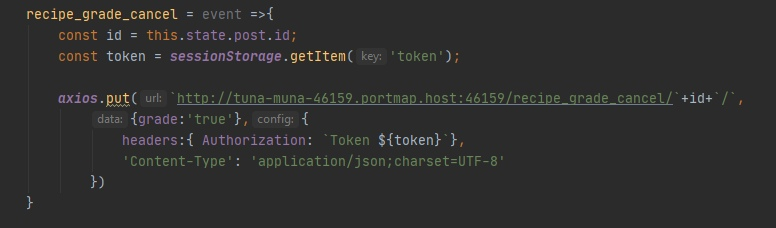 recipe_grade_cancel = event =>{
const id = this.state.post.id;
const token = sessionStorage.getItem( key: 'token');
axios.put( url: `http://tuna-muna-46159.portmap.host:46159/recipe_grade_cancel/`+id+`/`,
data: {grade:'true'}, config: {
headers:{ Authorization: `Token ${token}`},
'Content-Type': 'application/json;charset=UTF-8'
})
}